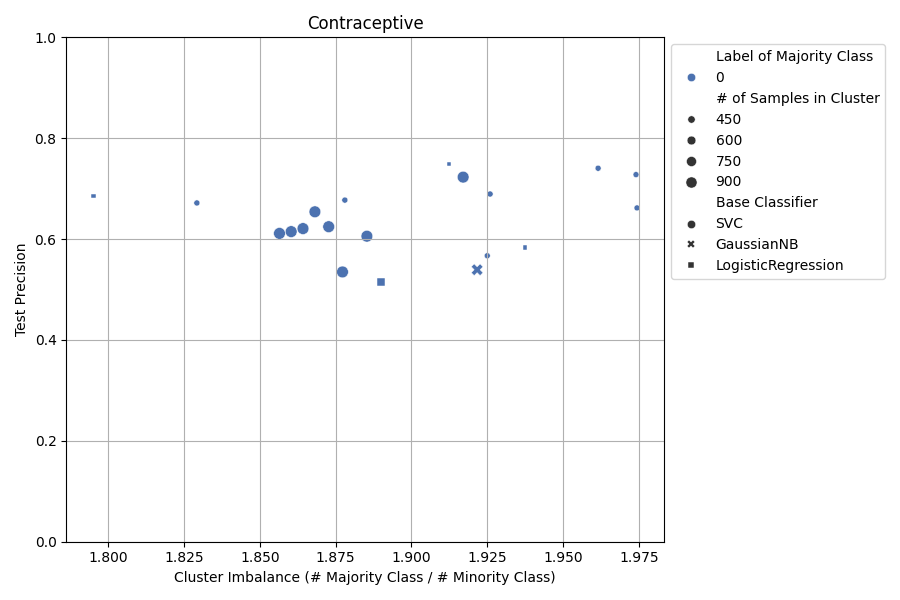 Contraceptive
1.0
0.8
0.6
0.4
0.2
0.0
Test Precision
1.800 1.825 1.850 1.875 1.900 1.925 1.950 1.975
Cluster Imbalance (# Majority Class / # Minority Class)
Label of Majority Class
0
# of Samples in Cluster
450
600
750
900
Base Classifier
SVC
GaussianNB
LogisticRegression